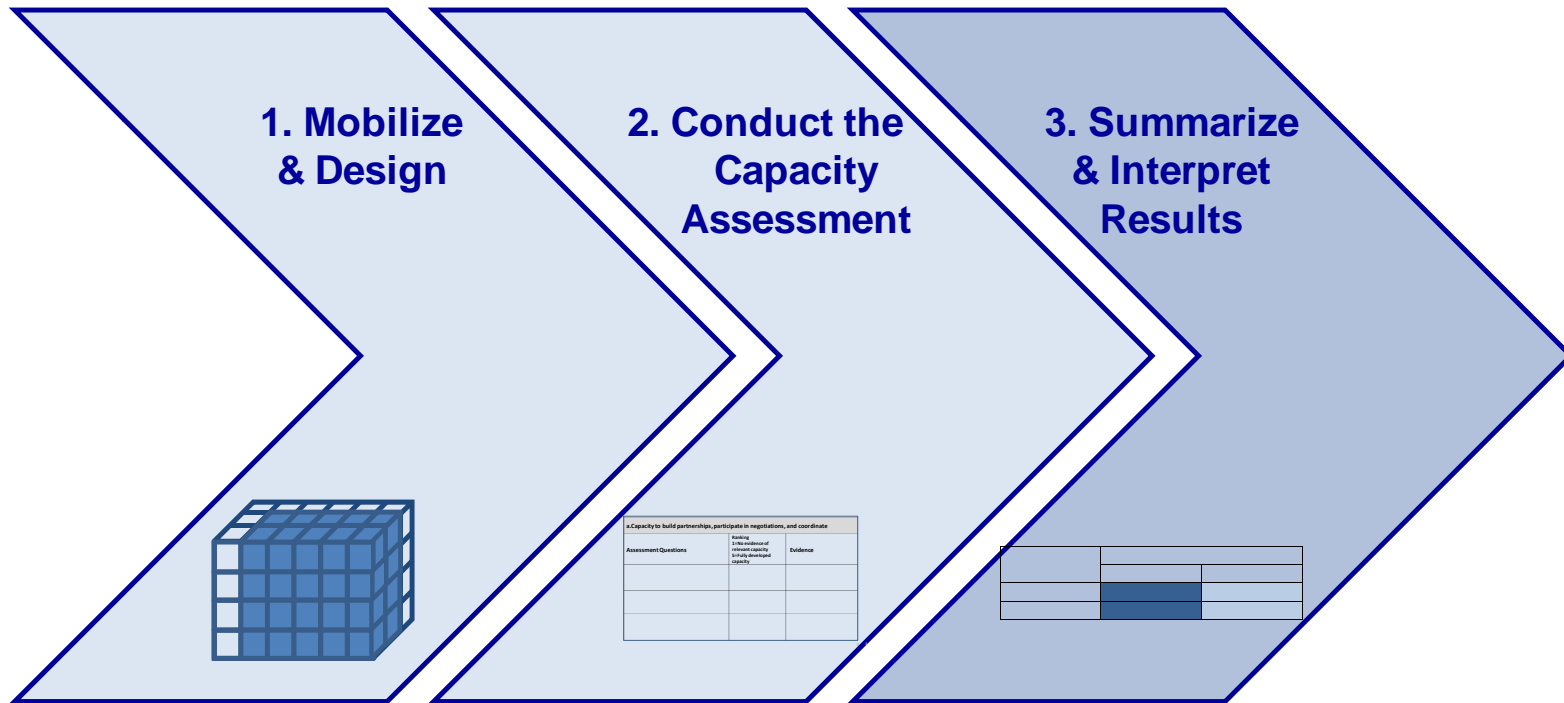 1. Mobilize
& Design
2. Conduct the
Capacity
Assessment
3. Summarize
& Interpret
Results
a.Capacity to build partnerships, participate in negotiations, and coordinate
Assessment Questions
Ranking
1=No evidence of
relevant capacity
5=Fully developed
capacity
Evidence